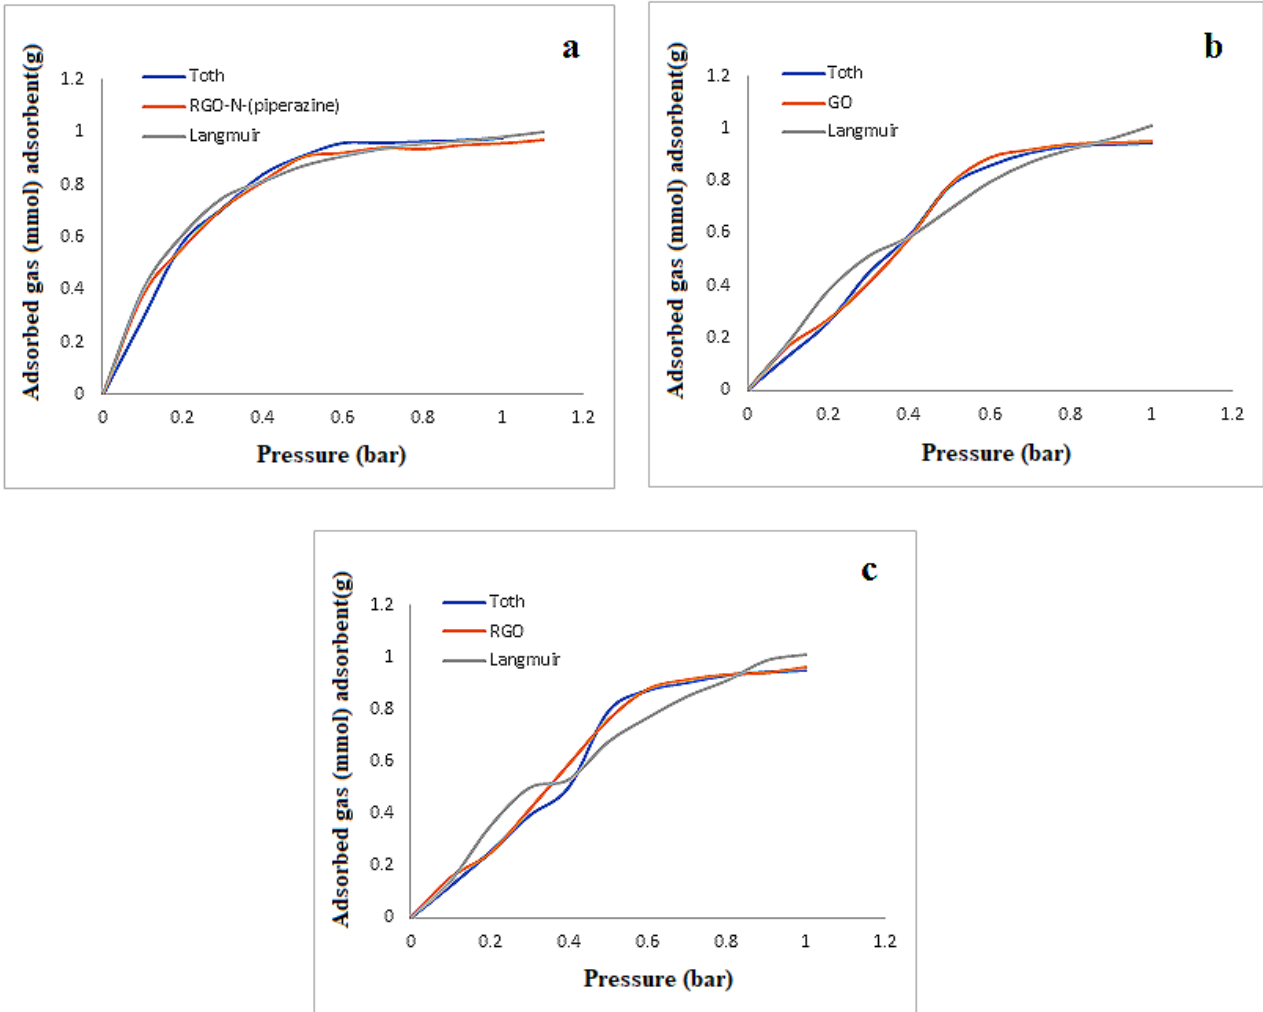 a
Adsorbed gas (mmol) adsorbent(g)
Toth
RGO-N-(piperazine)
Langmuir
1.2
1
0.8
0.6
0.4
0.2
0
0 0.2 0.4 0.6 0.8 1 1.2
Pressure (bar)
b
Adsorbed gas (mmol) adsorbent(g)
Toth
GO
Langmuir
1.2
1
0.8
0.6
0.4
0.2
0
0 0.2 0.4 0.6 0.8 1 1.2
Pressure (bar)
c
Adsorbed gas (mmol) adsorbent(g)
Toth
RGO
Langmuir
1.2
1
0.8
0.6
0.4
0.2
0
0 0.2 0.4 0.6 0.8 1 1.2
Pressure (bar)